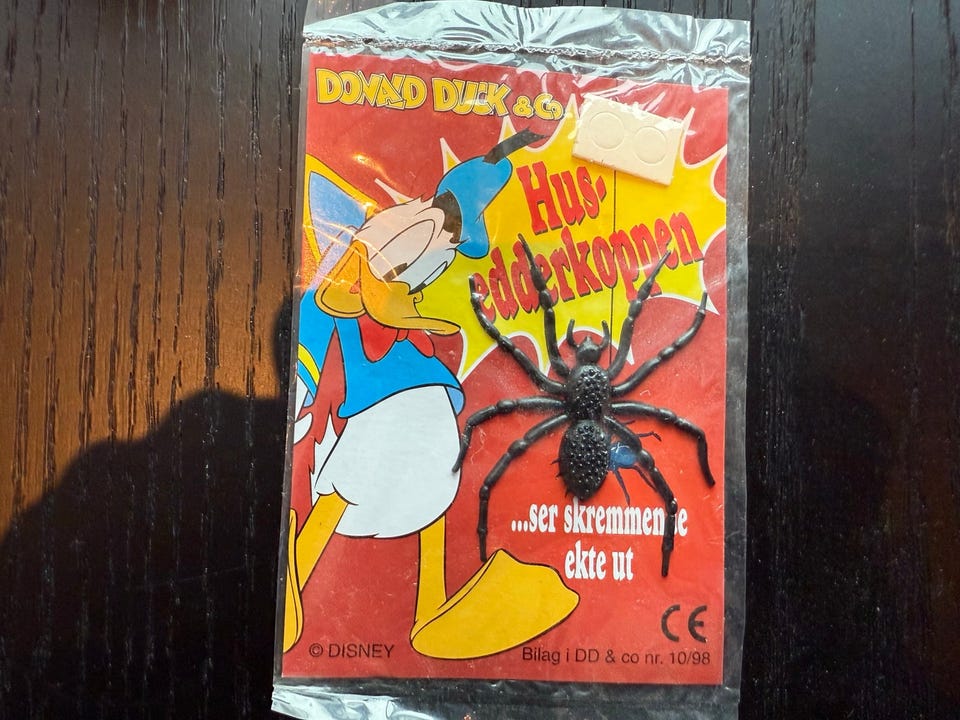 DONALD DUCK & Co
Hus-
edderkoppen
...ser skremmende
ekte ut
CE
© DISNEY
Bilag i DD & co nr. 10/98